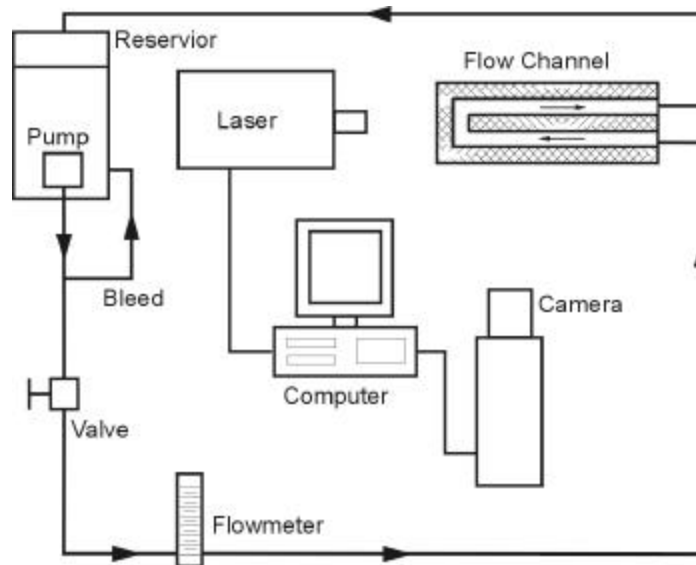 Reservior
Flow Channel
Laser
Pump
Bleed
Camera
Computer
Valve
Flowmeter